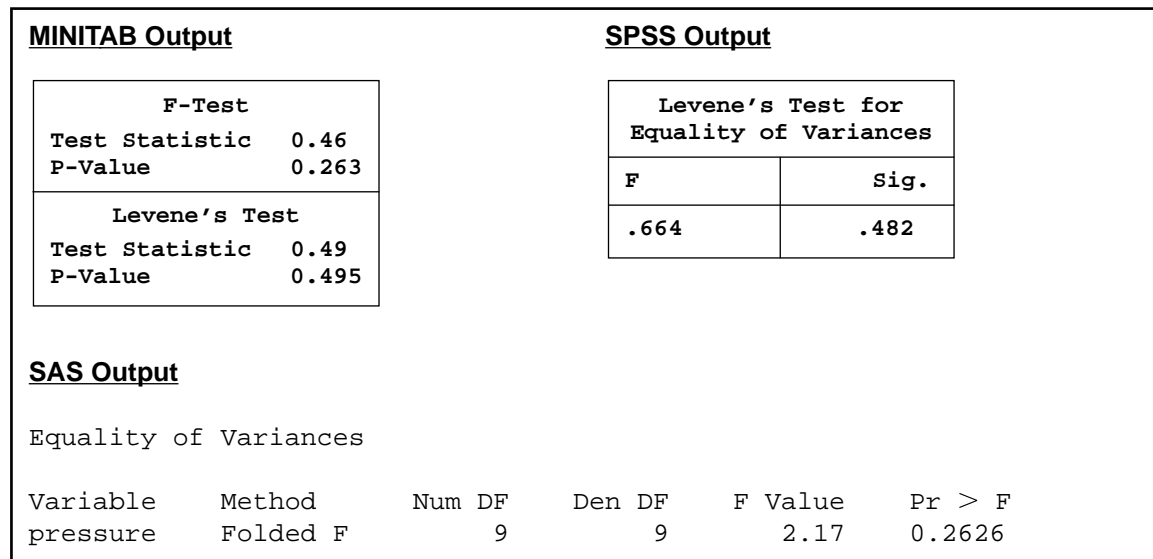 MINITAB Output
F-Test
Test Statistic 0.46
P-Value 0.263
Levene's Test
Test Statistic 0.49
P-Value 0.495
SPSS Output
Levene's Test for
Equality of Variances
F Sig.
.664 .482
SAS Output
Equality of Variances
Variable Method Num DF Den DF F Value Pr > F
pressure Folded F 9 9 2.17 0.2626